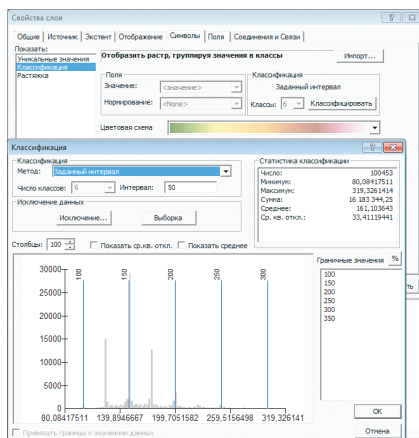 Свойства слоя
Общие Источник Экстент Отображение Символы Поля Соединения и Связи
Показать:
Уникальные значения
Классификация
Растяжка
Отобразить растр, группируя значения в классы
Импорт...
Поля
Значение: <значение>
Нормирование: <None>
Классификация
Заданный интервал
Классы: 6 Классифицировать
Цветовая схема
Классификация
Классификация
Метод: Заданный интервал
Число классов: 6 Интервал: 50
Исключение данных
Исключение... Выборка
Статистика классификации
Число: 100453
Минимум: 80,08417511
Максимум: 319,3261414
Сумма: 16 183 344,25
Среднее: 161,103643
Ср. кв. откл.: 33,41119441
Столбцы: 100 Показать ср.кв. откл. Показать среднее
Граничные значения %
100
150
200
250
300
350
ть
100 150 200 250 300
30000
25000
20000
15000
10000
5000
0
80,08417511 139,8946667 199,7051582 259,5156498 319,326141
Привязать границы к значениям данных
OK
Отмена